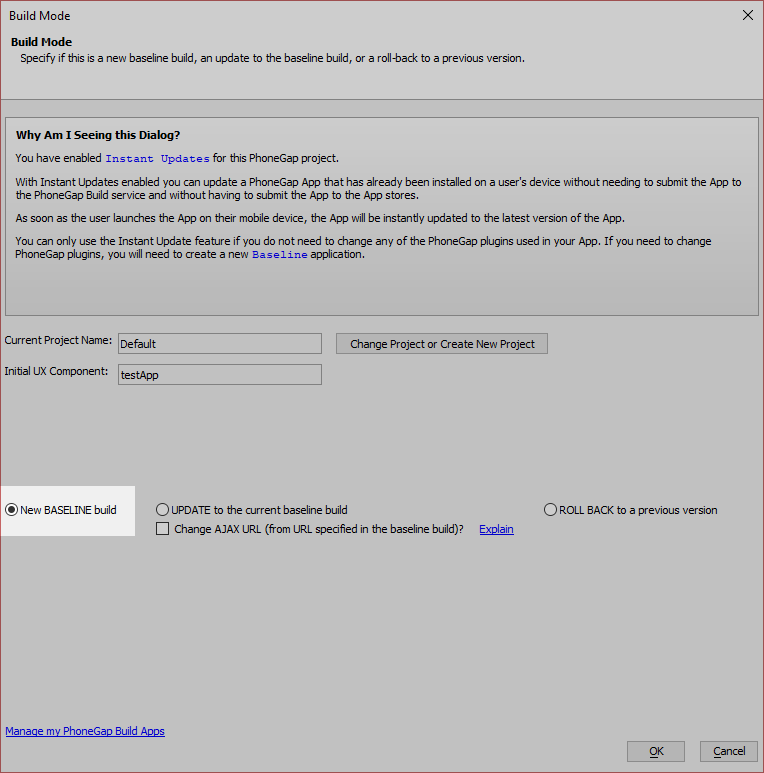 Build Mode
Build Mode
Specify if this is a new baseline build, an update to the baseline build, or a roll-back to a previous version.
Why Am I Seeing this Dialog?
You have enabled Instant Updates for this PhoneGap project.
With Instant Updates enabled you can update a PhoneGap App that has already been installed on a user's device without needing to submit the App to
the PhoneGap Build service and without having to submit the App to the App stores.
As soon as the user launches the App on their mobile device, the App will be instantly updated to the latest version of the App.
You can only use the Instant Update feature if you do not need to change any of the PhoneGap plugins used in your App. If you need to change
PhoneGap plugins, you will need to create a new Baseline application.
Current Project Name: Default Change Project or Create New Project
Initial UX Component: testApp
New BASELINE build UPDATE to the current baseline build ROLL BACK to a previous version
Change AJAX URL (from URL specified in the baseline build)? Explain
Manage my PhoneGap Build Apps
OK Cancel